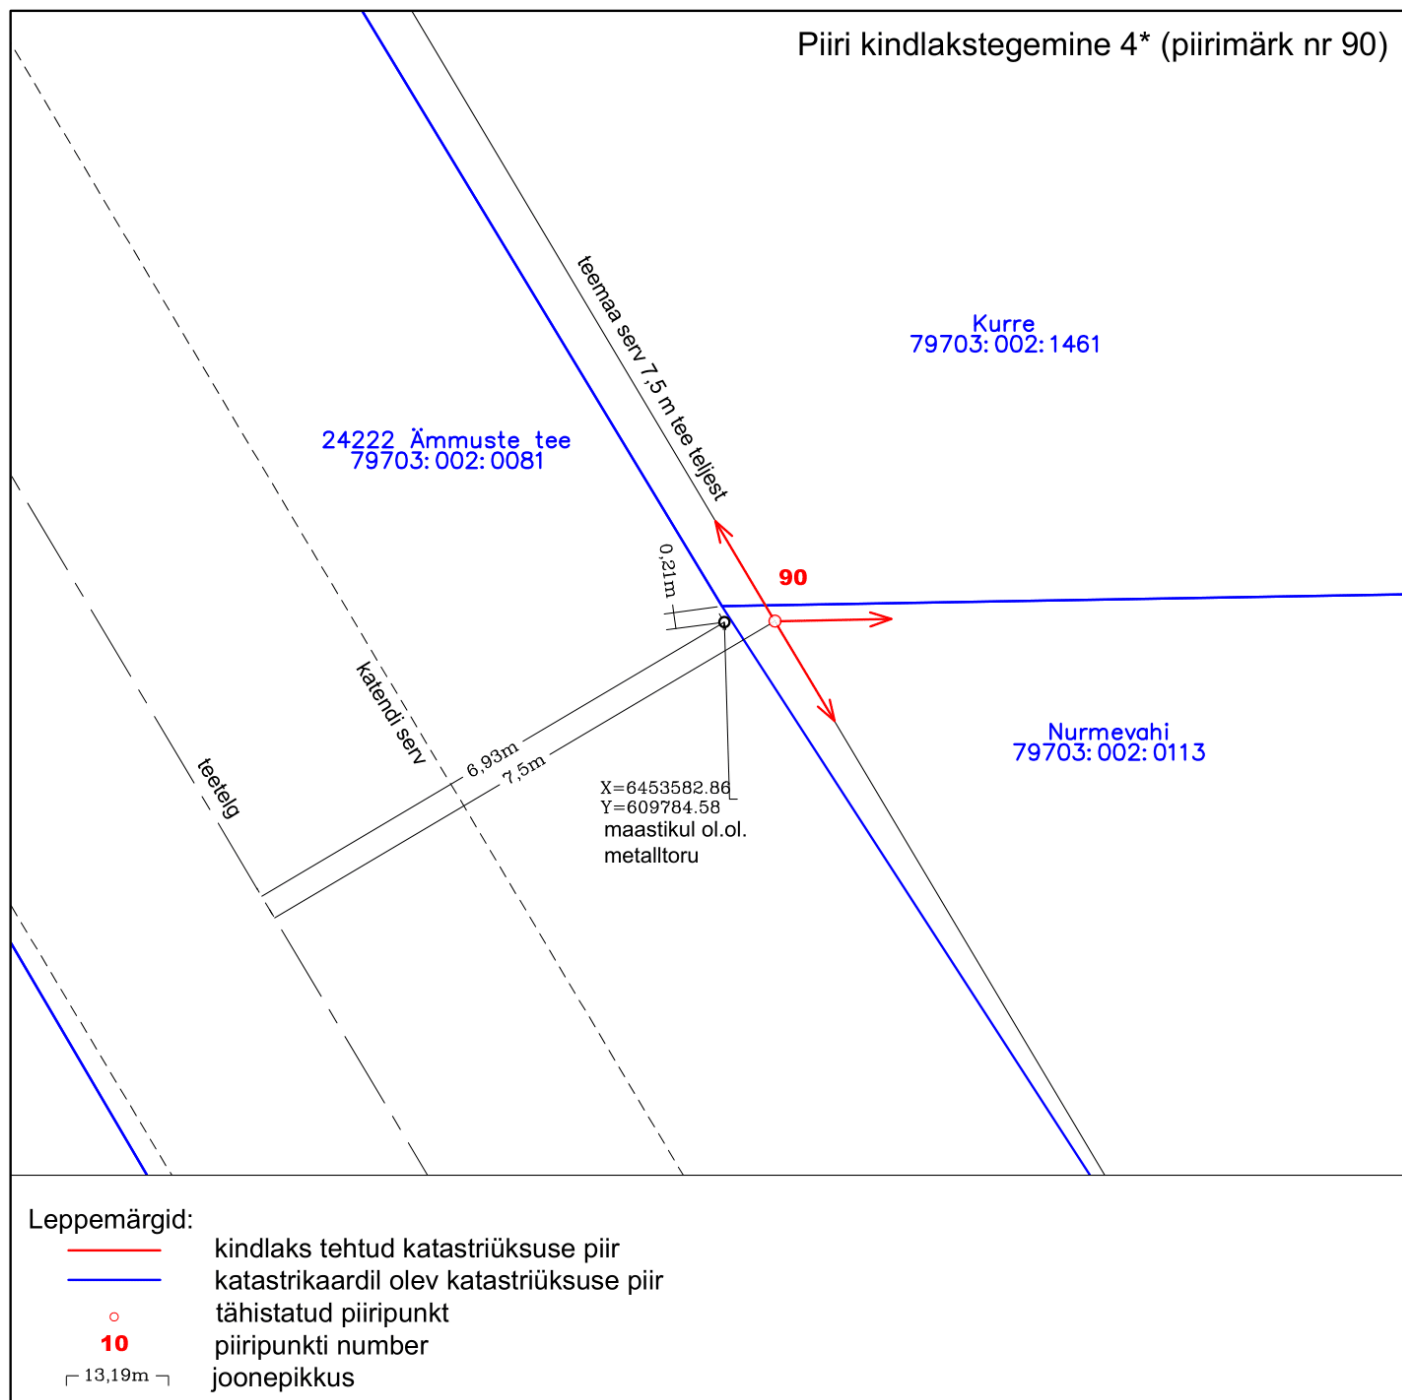 Piiri kindlakstegemine 4* (piirimärk nr 90)
teemaa serv 7,5 m tee teljest
Kurre
79703:002:1461
24222 Ämmuste tee
79703:002:0081
0,21m
90
katendi serv
teetelg
6,93m
7,5m
Nurmevahi
79703:002:0113
X=6453582.86
Y=609784.58
maastikul ol.ol.
metalltoru
Leppemärgid:
kindlaks tehtud katastriüksuse piir
katastrikaardil olev katastriüksuse piir
tähistatud piiripunkt
10 piiripunkti number
13,19m joonepikkus